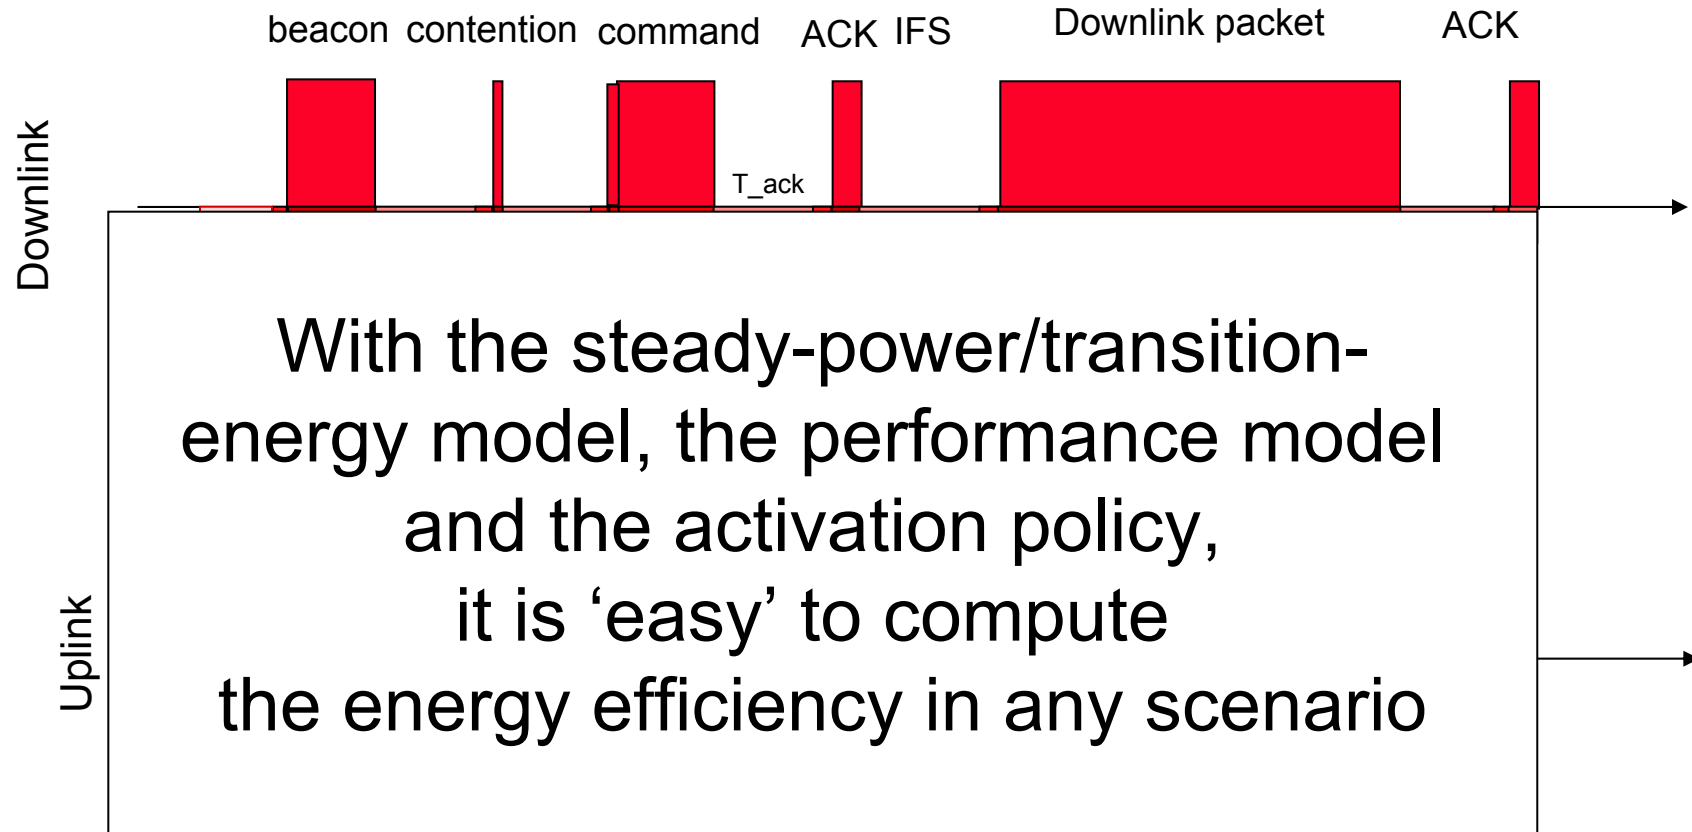 beacon contention command ACK IFS Downlink packet ACK
T_ack
Downlink
With the steady-power/transition-
energy model, the performance model
and the activation policy,
it is ‘easy’ to compute
the energy efficiency in any scenario
Uplink